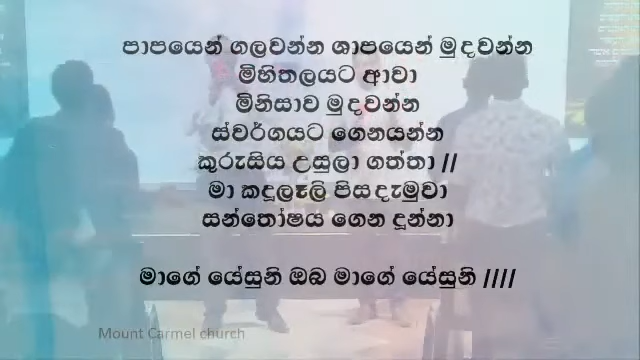 පාපයෙන් ගලවන්න ශාපයෙන් මුදවන්න
මිහිතලයට ආවා
මිනිසාව මුදවන්න
ස්වර්ගයට ගෙනයන්න
කුරුසිය උසුලා ගත්තා //
මා කදූලැලි පිසදැමුවා
සන්තෝෂය ගෙන දූන්නා
මාගේ යේසුනි ඔබ මාගේ යේසුනි ////
Mount Carmel church